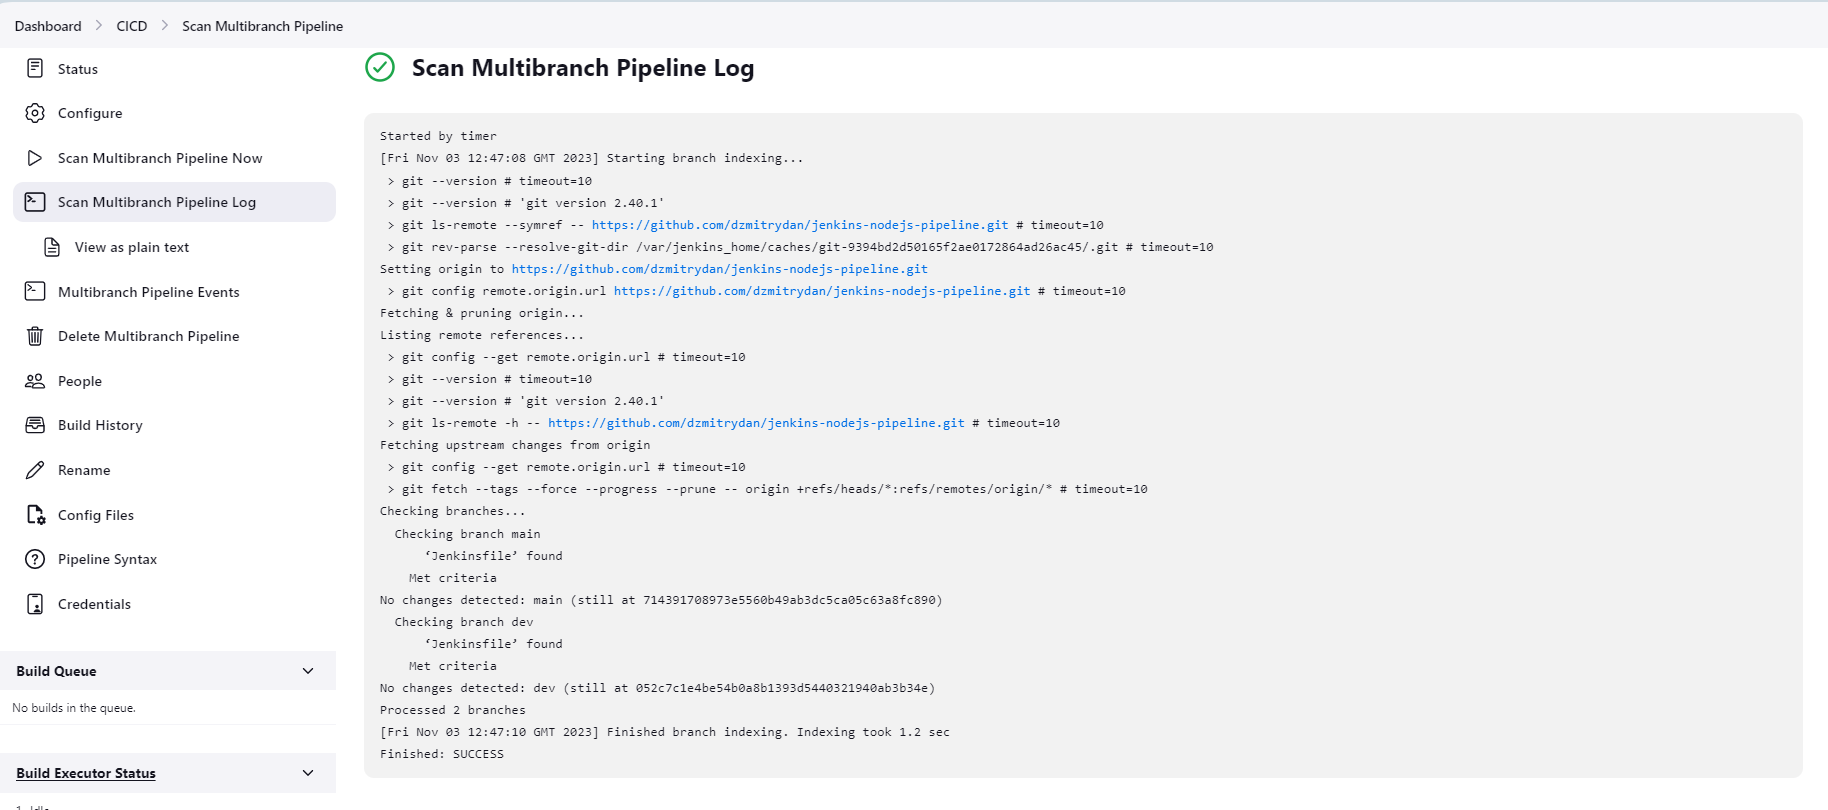 Dashboard > CICD > Scan Multibranch Pipeline
Status
Configure
Scan Multibranch Pipeline Now
Scan Multibranch Pipeline Log
View as plain text
Multibranch Pipeline Events
Delete Multibranch Pipeline
People
Build History
Rename
Config Files
Pipeline Syntax
Credentials
Build Queue
No builds in the queue.
Build Executor Status
1 Idle
Scan Multibranch Pipeline Log
Started by timer
[Fri Nov 03 12:47:08 GMT 2023] Starting branch indexing...
> git --version # timeout=10
> git --version # 'git version 2.40.1'
> git ls-remote --symref -- https://github.com/dzmitrydan/jenkins-nodejs-pipeline.git # timeout=10
> git rev-parse --resolve-git-dir /var/jenkins_home/caches/git-9394bd2d50165f2ae0172864ad26ac45/.git # timeout=10
Setting origin to https://github.com/dzmitrydan/jenkins-nodejs-pipeline.git
> git config remote.origin.url https://github.com/dzmitrydan/jenkins-nodejs-pipeline.git # timeout=10
Fetching & pruning origin...
Listing remote references...
> git config --get remote.origin.url # timeout=10
> git --version # timeout=10
> git --version # 'git version 2.40.1'
> git ls-remote -h -- https://github.com/dzmitrydan/jenkins-nodejs-pipeline.git # timeout=10
Fetching upstream changes from origin
> git config --get remote.origin.url # timeout=10
> git fetch --tags --force --progress --prune -- origin +refs/heads/*:refs/remotes/origin/* # timeout=10
Checking branches...
Checking branch main
‘Jenkinsfile’ found
Met criteria
No changes detected: main (still at 714391708973e5560b49ab3dc5ca05c63a8fc890)
Checking branch dev
‘Jenkinsfile’ found
Met criteria
No changes detected: dev (still at 052c7c1e4be54b0a8b1393d5440321940ab3b34e)
Processed 2 branches
[Fri Nov 03 12:47:10 GMT 2023] Finished branch indexing. Indexing took 1.2 sec
Finished: SUCCESS